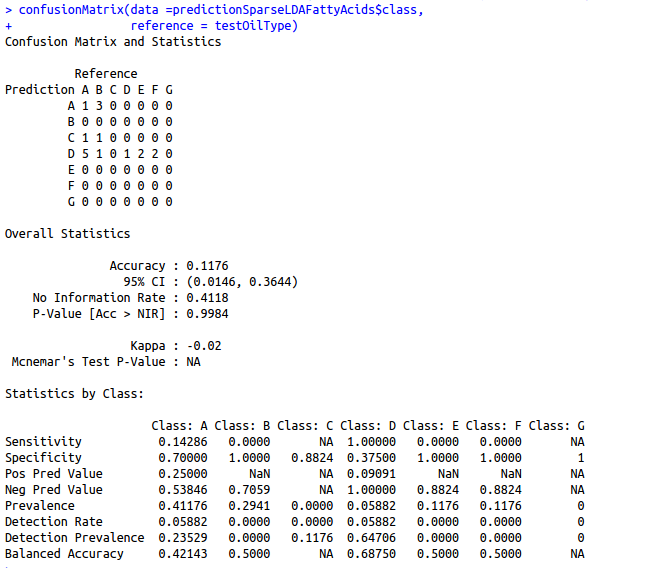 > confusionMatrix(data =predictionSparseLDAFattyAcids$class,
+                 reference = testOilType)
Confusion Matrix and Statistics

          Reference
Prediction A B C D E F G
         A 1 3 0 0 0 0 0
         B 0 0 0 0 0 0 0
         C 1 1 0 0 0 0 0
         D 5 1 0 1 2 2 0
         E 0 0 0 0 0 0 0
         F 0 0 0 0 0 0 0
         G 0 0 0 0 0 0 0

Overall Statistics

               Accuracy : 0.1176
                 95% CI : (0.0146, 0.3644)
    No Information Rate : 0.4118
    P-Value [Acc > NIR] : 0.9984

                  Kappa : -0.02
 Mcnemar's Test P-Value : NA

Statistics by Class:

                     Class: A Class: B Class: C Class: D Class: E Class: F Class: G
Sensitivity           0.14286   0.0000       NA  1.00000   0.0000   0.0000       NA
Specificity           0.70000   1.0000   0.8824  0.37500   1.0000   1.0000        1
Pos Pred Value        0.25000      NaN       NA  0.09091      NaN      NaN       NA
Neg Pred Value        0.53846   0.7059       NA  1.00000   0.8824   0.8824       NA
Prevalence            0.41176   0.2941   0.0000  0.05882   0.1176   0.1176        0
Detection Rate        0.05882   0.0000   0.0000  0.05882   0.0000   0.0000        0
Detection Prevalence  0.23529   0.0000   0.1176  0.64706   0.0000   0.0000        0
Balanced Accuracy     0.42143   0.5000       NA  0.68750   0.5000   0.5000       NA